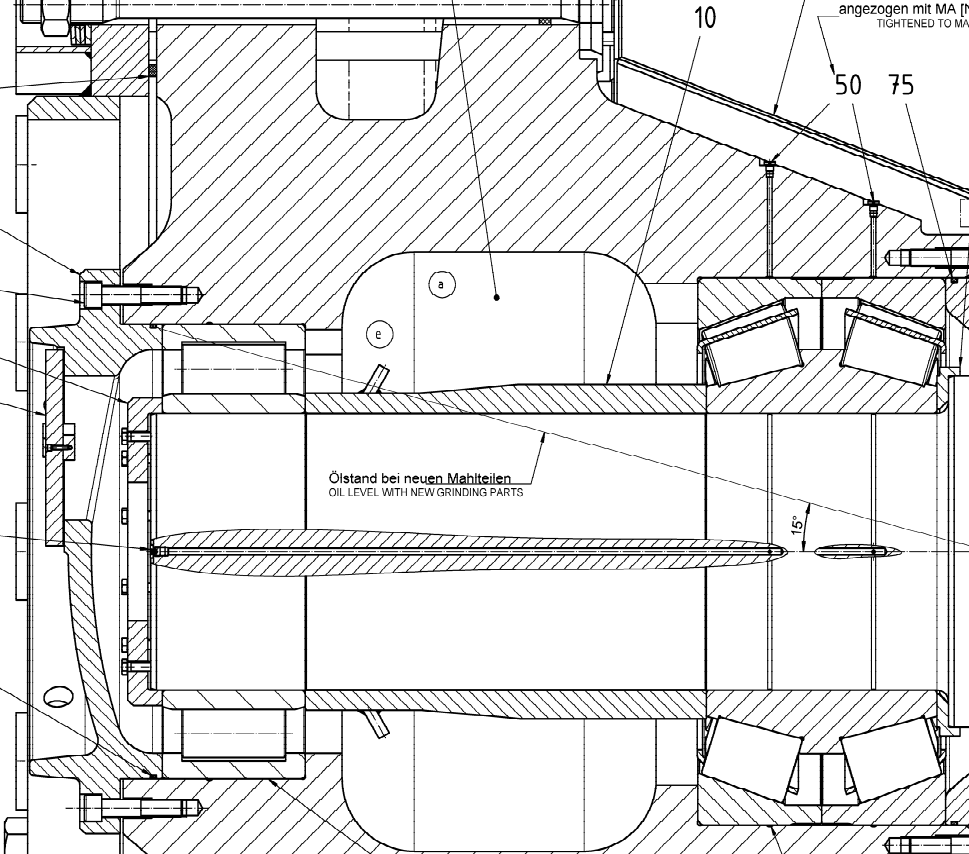 10
angezogen mit MA [N
TIGHTENED TO MA
50 75
a
e
Ölstand bei neuen Mahlteilen
OIL LEVEL WITH NEW GRINDING PARTS
15°